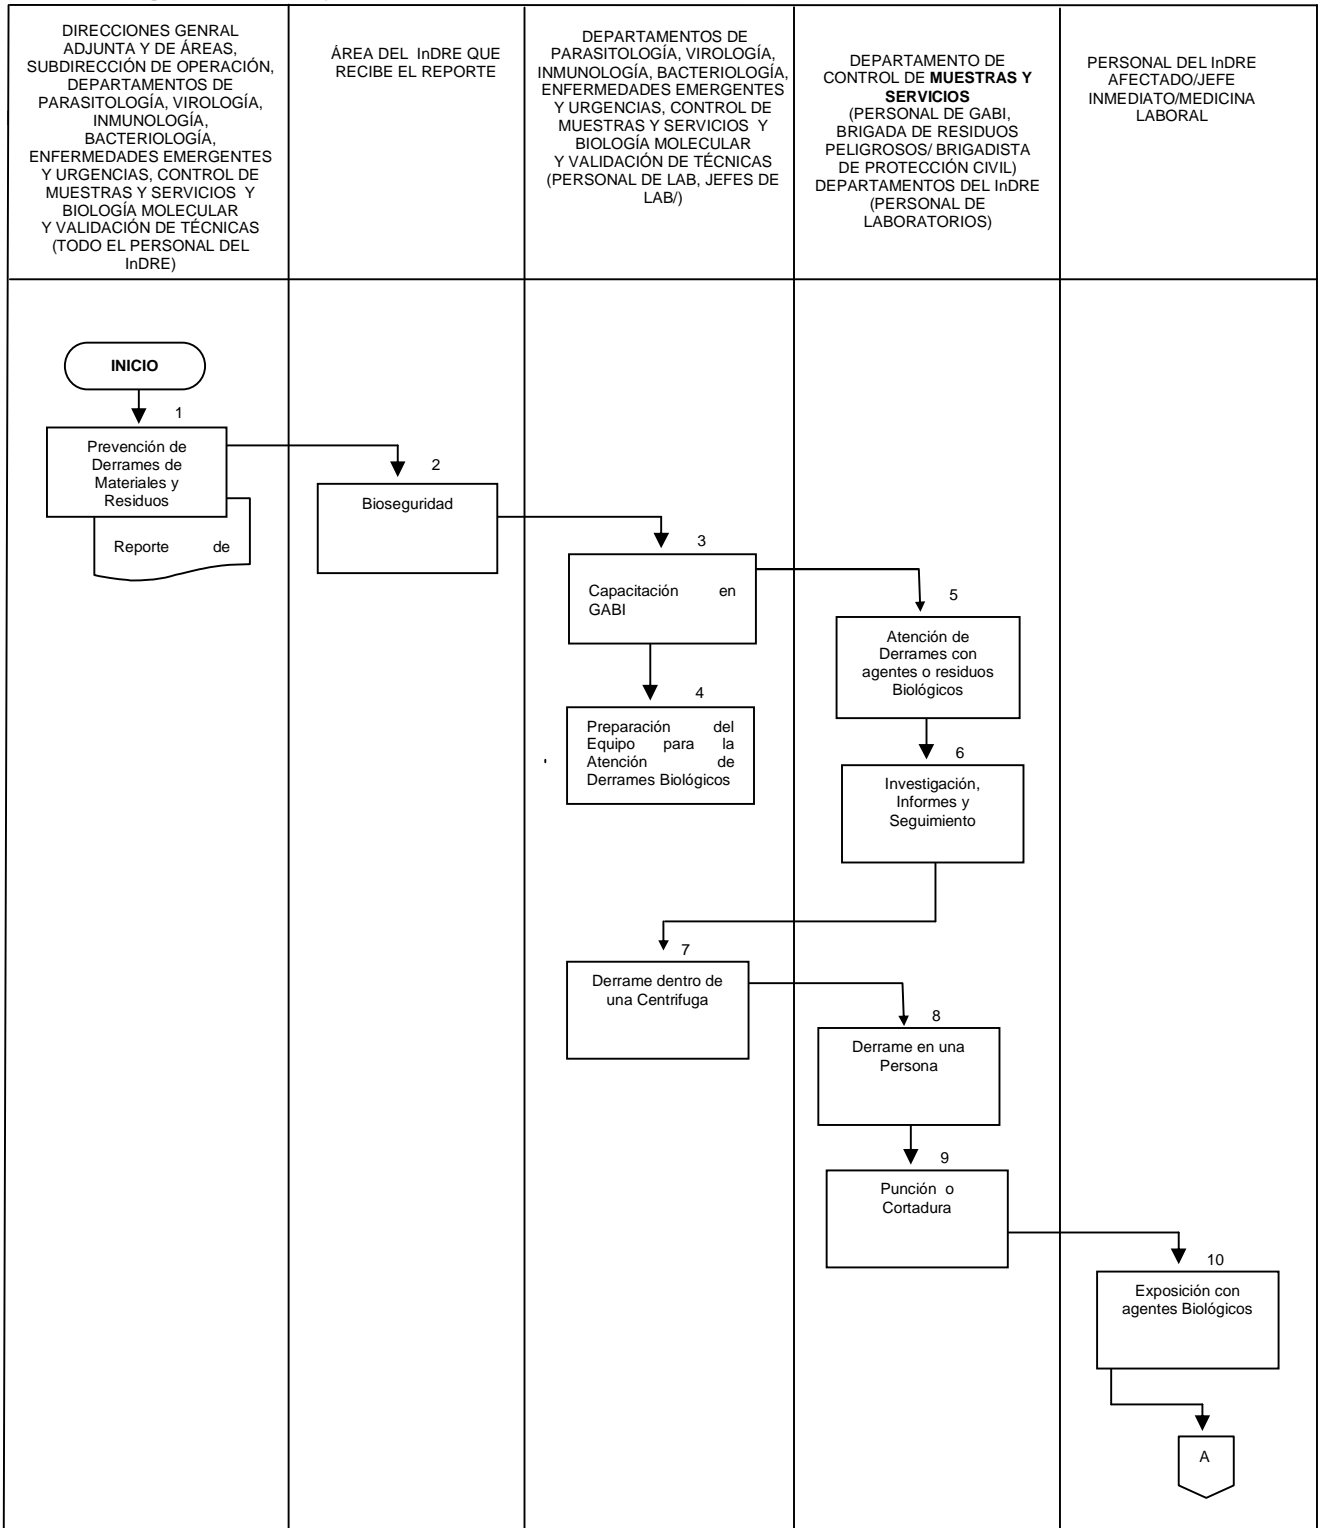 DIRECCIONES GENRAL
ADJUNTA Y DE ÁREAS,
SUBDIRECCIÓN DE OPERACIÓN,
DEPARTAMENTOS DE
PARASITOLOGÍA, VIROLOGÍA,
INMUNOLOGÍA,
BACTERIOLOGÍA,
ENFERMEDADES EMERGENTES
Y URGENCIAS, CONTROL DE
MUESTRAS Y SERVICIOS Y
BIOLOGÍA MOLECULAR
Y VALIDACIÓN DE TÉCNICAS
(TODO EL PERSONAL DEL
InDRE)
ÁREA DEL InDRE QUE
RECIBE EL REPORTE
DEPARTAMENTOS DE
PARASITOLOGÍA, VIROLOGÍA,
INMUNOLOGÍA, BACTERIOLOGÍA,
ENFERMEDADES EMERGENTES
Y URGENCIAS, CONTROL DE
MUESTRAS Y SERVICIOS Y
BIOLOGÍA MOLECULAR
Y VALIDACIÓN DE TÉCNICAS
(PERSONAL DE LAB, JEFES DE
LAB/)
DEPARTAMENTO DE
CONTROL DE MUESTRAS Y
SERVICIOS
(PERSONAL DE GABI,
BRIGADA DE RESIDUOS
PELIGROSOS/ BRIGADISTA
DE PROTECCIÓN CIVIL)
DEPARTAMENTOS DEL InDRE
(PERSONAL DE
LABORATORIOS)
PERSONAL DEL InDRE
AFECTADO/JEFE
INMEDIATO/MEDICINA
LABORAL
INICIO
1
Prevención de
Derrames de
Materiales y
Residuos
Reporte de
2
Bioseguridad
3
Capacitación en
GABI
4
Preparación del
Equipo para la
Atención de
Derrames Biológicos
5
Atención de
Derrames con
agentes o residuos
Biológicos
6
Investigación,
Informes y
Seguimiento
7
Derrame dentro de
una Centrifuga
8
Derrame en una
Persona
9
Punción o
Cortadura
10
Exposición con
agentes Biológicos
A